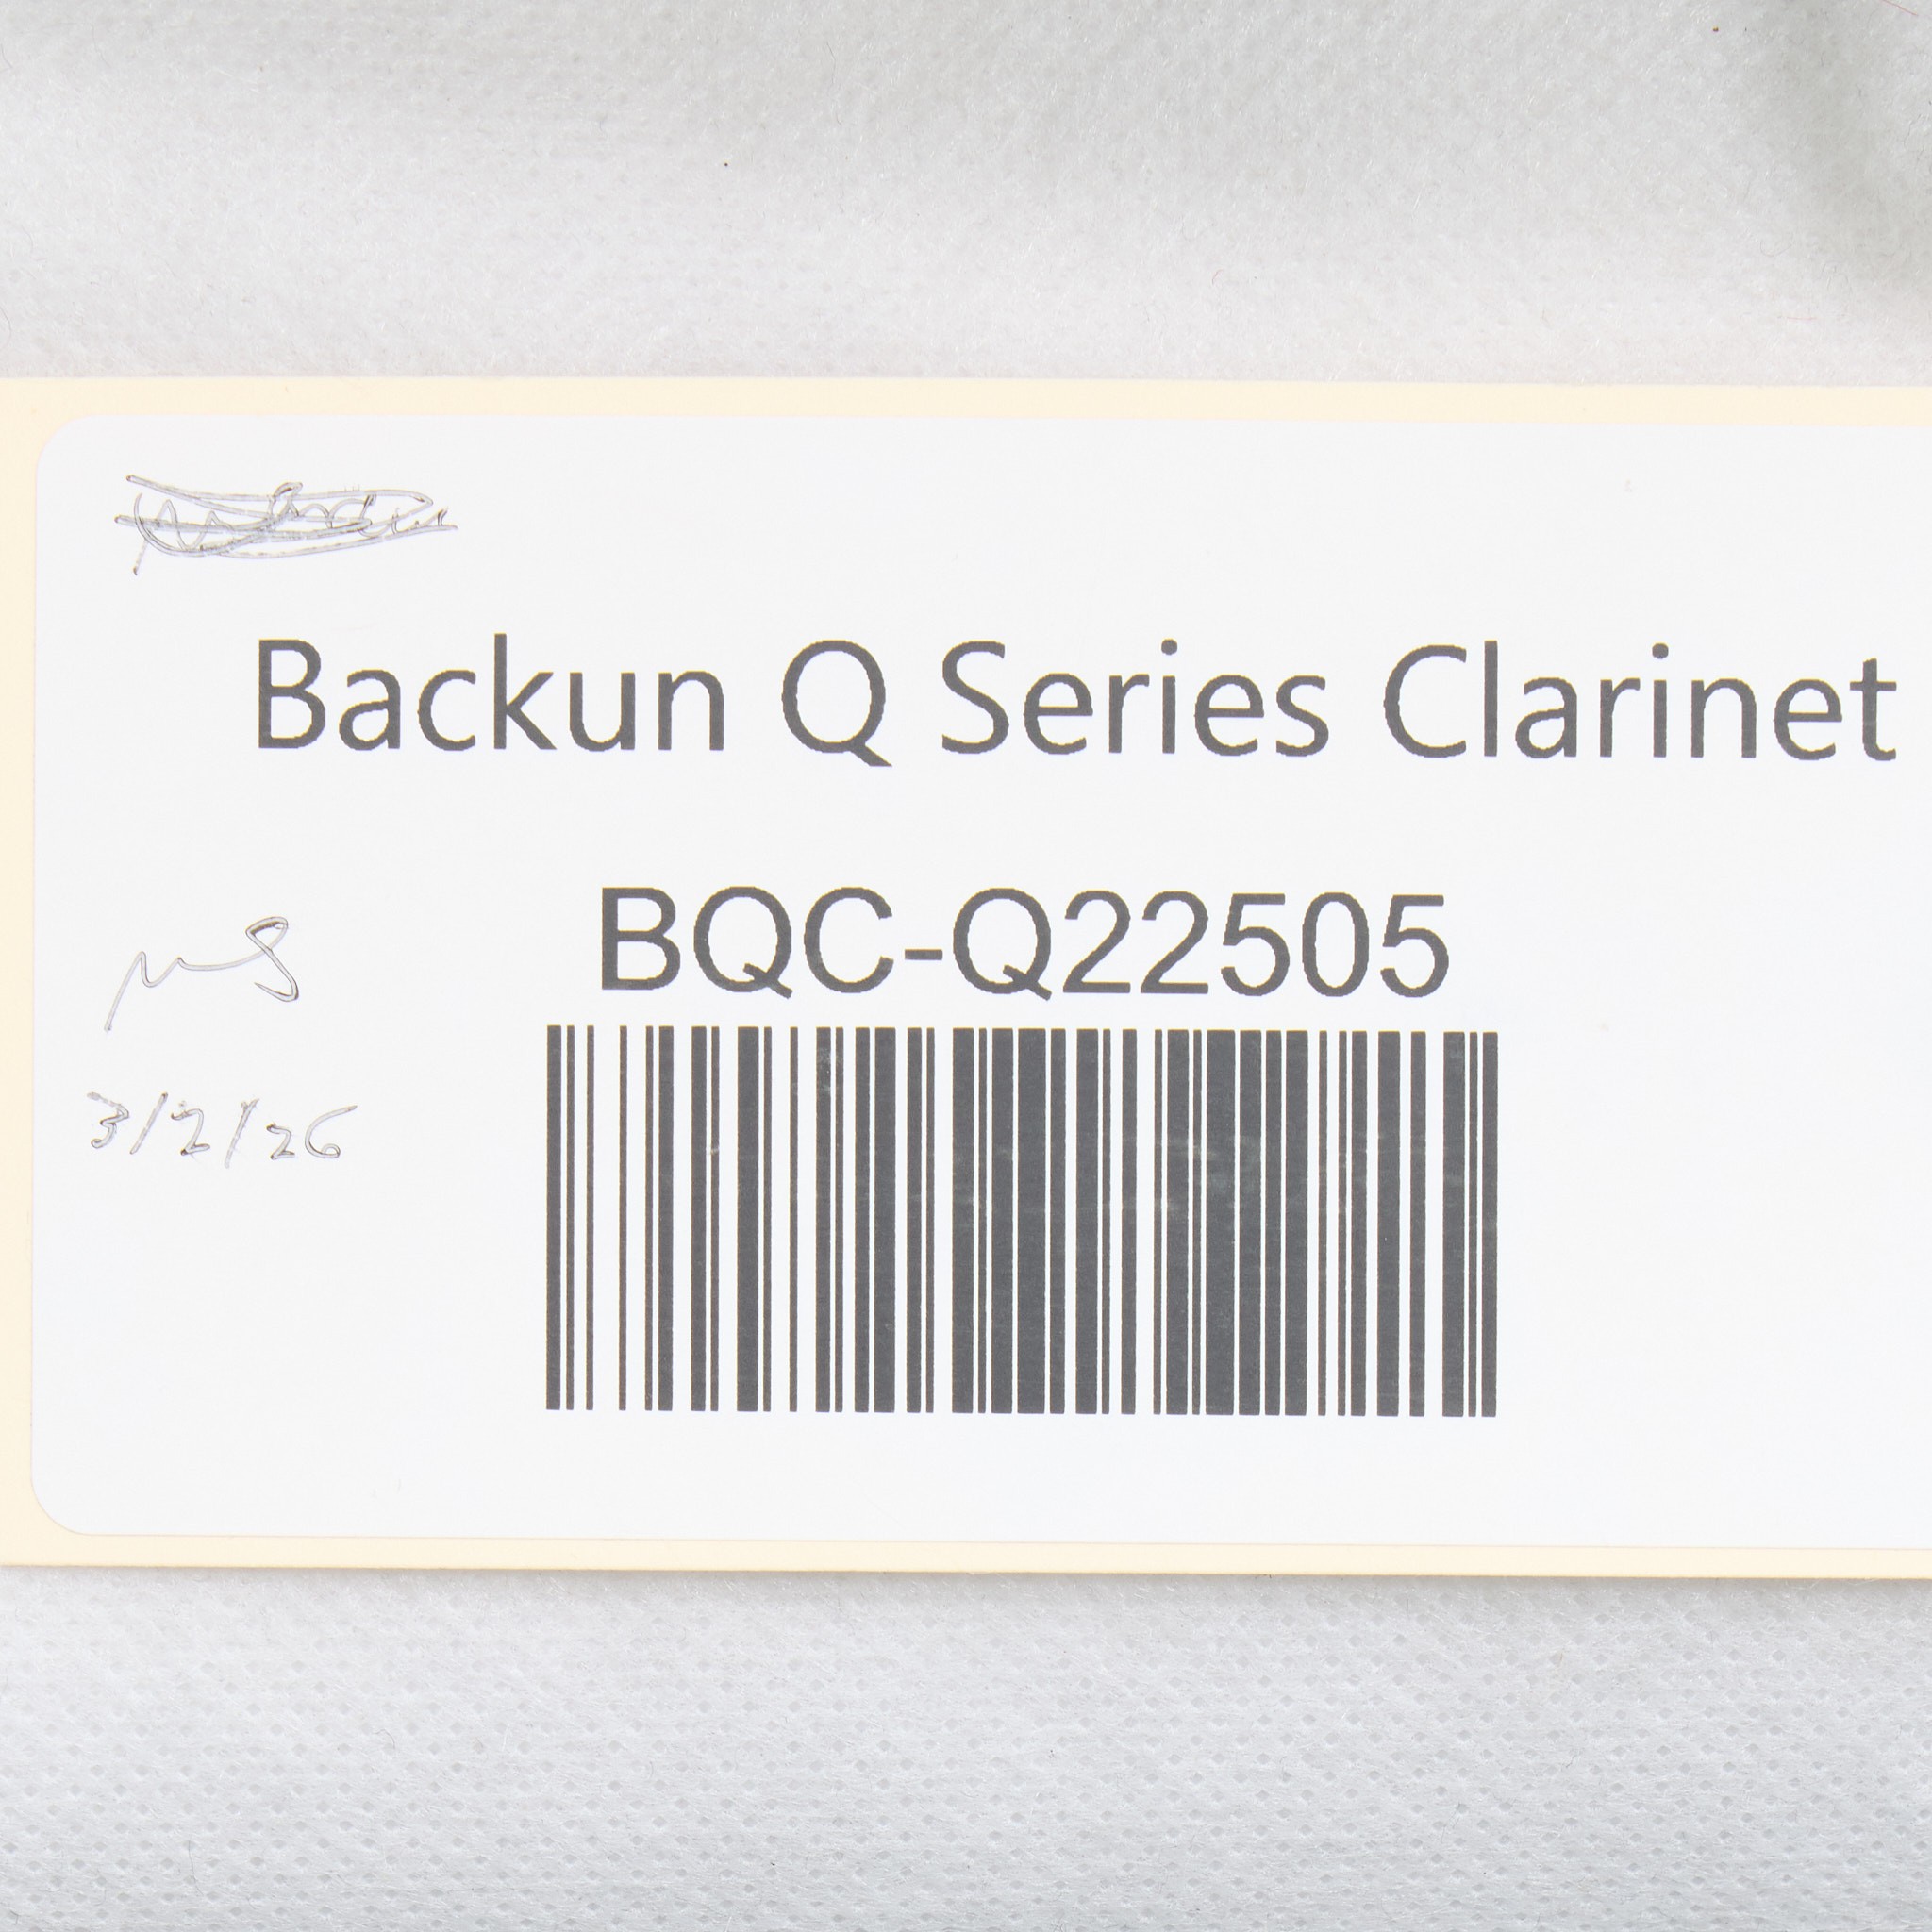 Backun Q Series Clarinet
BQC-Q22505
3/2/26